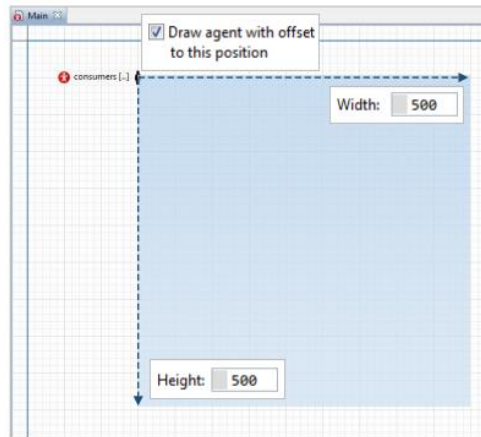 Main
Draw agent with offset
to this position
consumers [..]
Width: 500
Height: 500